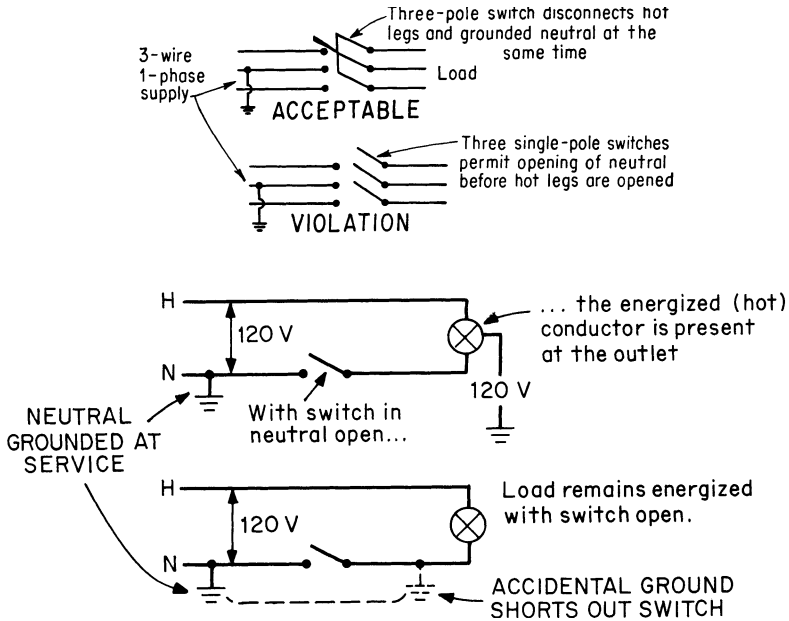 Three-pole switch disconnects hot
legs and grounded neutral at the
same time
3-wire
1-phase
supply
Load
ACCEPTABLE
Three single-pole switches
permit opening of neutral
before hot legs are opened
VIOLATION
H
120 V
N
... the energized (hot)
conductor is present
at the outlet
120 V
With switch in
neutral open...
NEUTRAL
GROUNDED AT
SERVICE
H
120 V
N
Load remains energized
with switch open.
ACCIDENTAL GROUND
SHORTS OUT SWITCH